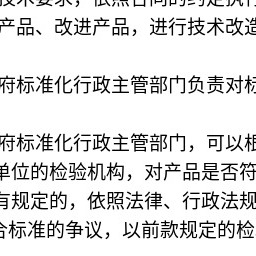 技术要求，依照合同的约定执行
产品、改进产品，进行技术改造
府标准化行政主管部门负责对标
府标准化行政主管部门，可以根
单位的检验机构，对产品是否符
有规定的，依照法律、行政法规
合标准的争议，以前款规定的检